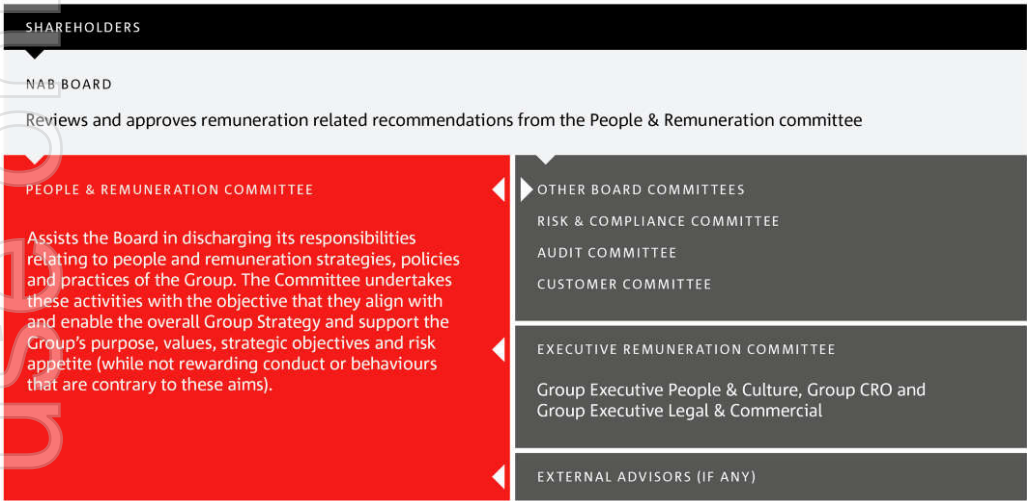 SHAREHOLDERS
NAB BOARD
Reviews and approves remuneration related recommendations from the People & Remuneration committee
PEOPLE & REMUNERATION COMMITTEE
Assists the Board in discharging its responsibilities
relating to people and remuneration strategies, policies
and practices of the Group. The Committee undertakes
these activities with the objective that they align with
and enable the overall Group Strategy and support the
Group's purpose, values, strategic objectives and risk
appetite (while not rewarding conduct or behaviours
that are contrary to these aims).
OTHER BOARD COMMITTEES
RISK & COMPLIANCE COMMITTEE
AUDIT COMMITTEE
CUSTOMER COMMITTEE
EXECUTIVE REMUNERATION COMMITTEE
Group Executive People & Culture, Group CRO and
Group Executive Legal & Commercial
EXTERNAL ADVISORS (IF ANY)
use